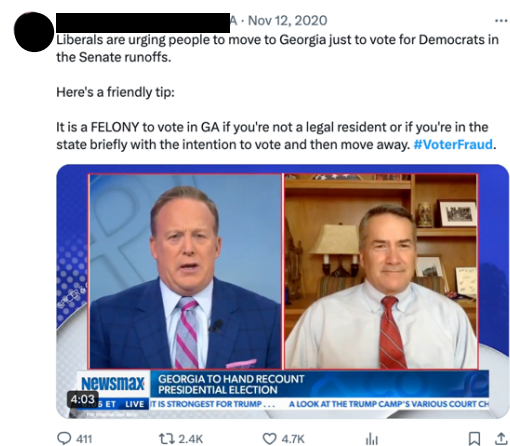 A · Nov 12, 2020
Liberals are urging people to move to Georgia just to vote for Democrats in
the Senate runoffs.
Here's a friendly tip:
It is a FELONY to vote in GA if you're not a legal resident or if you're in the
state briefly with the intention to vote and then move away. #VoterFraud.
newsmax
GEORGIA TO HAND RECOUNT
PRESIDENTIAL ELECTION
4:03
ET LIVE
IT IS STRONGEST FOR TRUMP... A LOOK AT THE TRUMP CAMP'S VARIOUS COURT CH
411 2.4K 4.7K